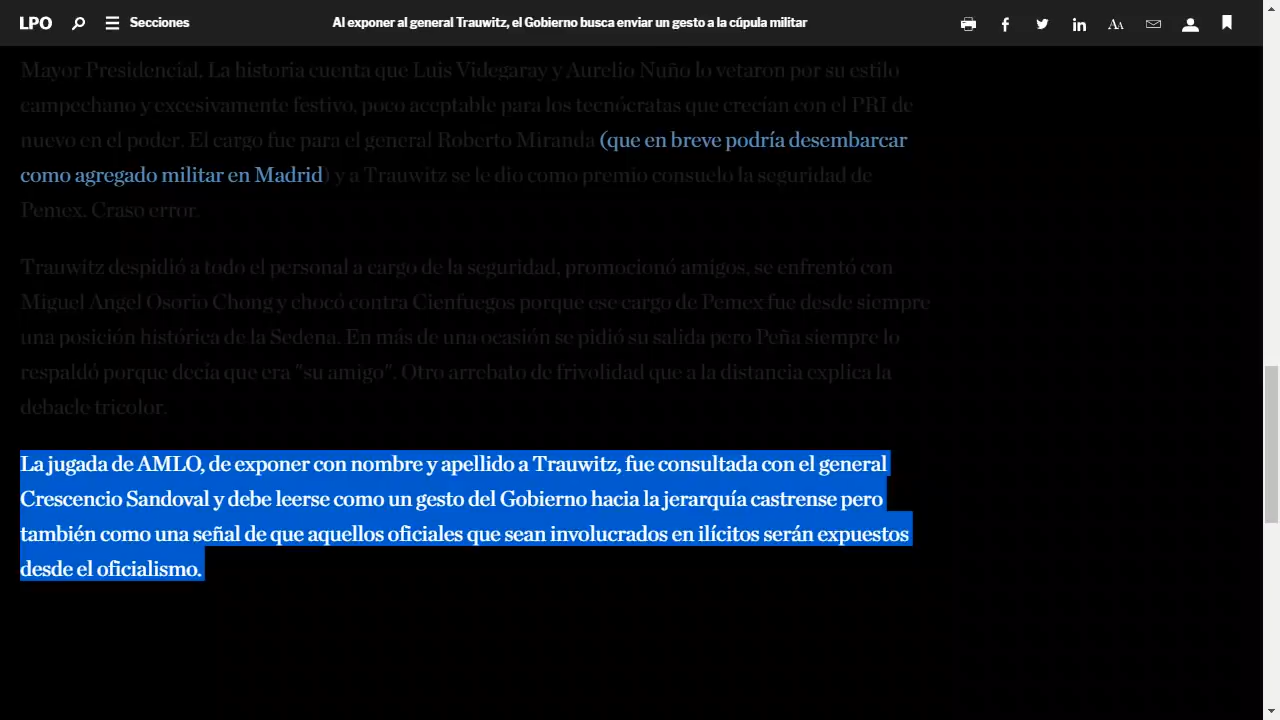 LPO Secciones Al exponer al general Trauwitz, el Gobierno busca enviar un gesto a la cúpula militar AA
Mayor Presidencial. La historia cuenta que Luis Videgaray y Aurelio Nuño lo vetaron por su estilo
campechano y excesivamente festivo, poco aceptable para los tecnócratas que crecían con el PRI de
nuevo en el poder. El cargo fue para el general Roberto Miranda (que en breve podría desembarcar
como agregado militar en Madrid) y a Trauwitz se le dio como premio consuelo la seguridad de
Pemex. Craso error.
Trauwitz despidió a todo el personal a cargo de la seguridad, promocionó amigos, se enfrentó con
Miguel Angel Osorio Chong y chocó contra Cienfuegos porque ese cargo de Pemex fue desde siempre
una posición histórica de la Sedena. En más de una ocasión se pidió su salida pero Peña siempre lo
respaldó porque decía que era "su amigo". Otro arrebato de frivolidad que a la distancia explica la
debacle tricolor.
La jugada de AMLO, de exponer con nombre y apellido a Trauwitz, fue consultada con el general
Crescencio Sandoval y debe leerse como un gesto del Gobierno hacia la jerarquía castrense pero
también como una señal de que aquellos oficiales que sean involucrados en ilícitos serán expuestos
desde el oficialismo.